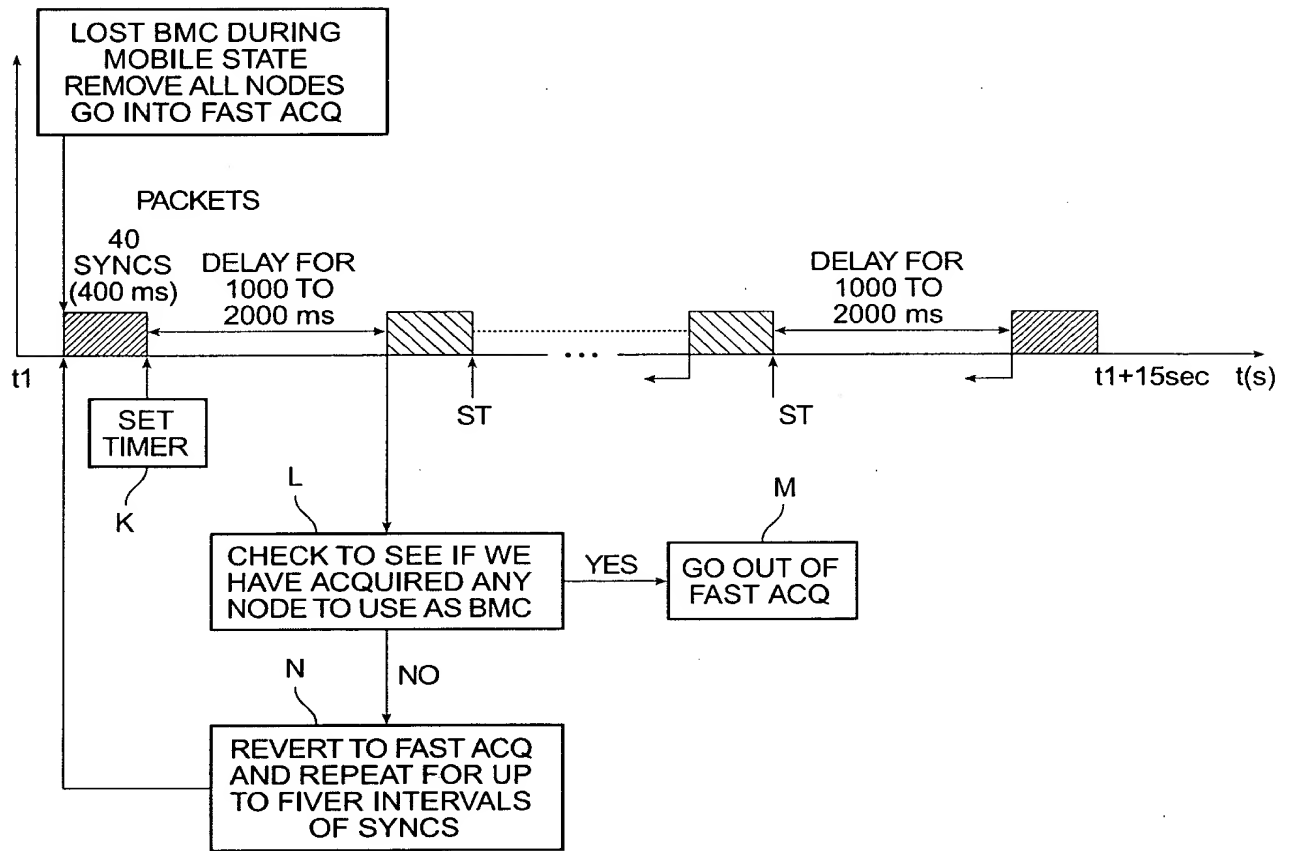 LOST BMC DURING
MOBILE STATE
REMOVE ALL NODES
GO INTO FAST ACQ
PACKETS
40
SYNCS
(400 ms)
DELAY FOR
1000 TO
2000 ms
DELAY FOR
1000 TO
2000 ms
t1
...
t1+15sec
t(s)
SET
TIMER
ST
ST
K
L
M
CHECK TO SEE IF WE
HAVE ACQUIRED ANY
NODE TO USE AS BMC
YES
GO OUT OF
FAST ACQ
N
NO
REVERT TO FAST ACQ
AND REPEAT FOR UP
TO FIVER INTERVALS
OF SYNCS